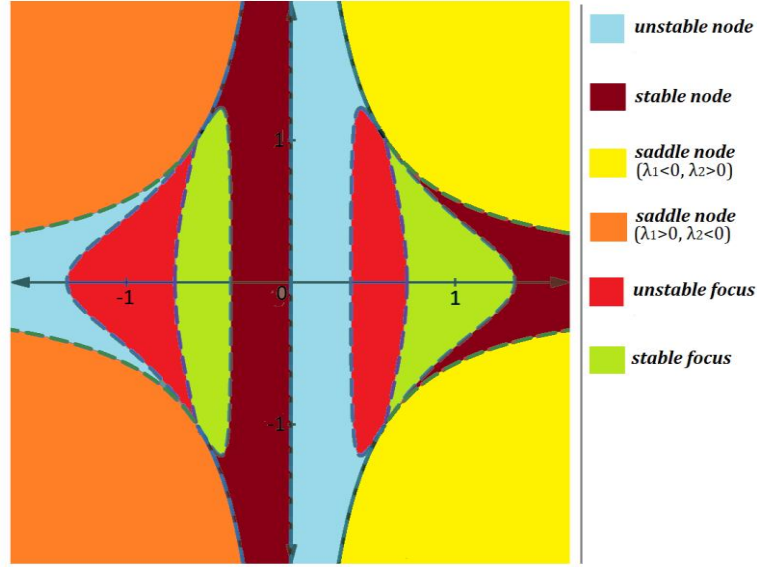 unstable node
stable node
saddle node
(λ1<0, λ2>0)
saddle node
(λ1>0, λ2<0)
unstable focus
stable focus
1
-1
0
1
-1